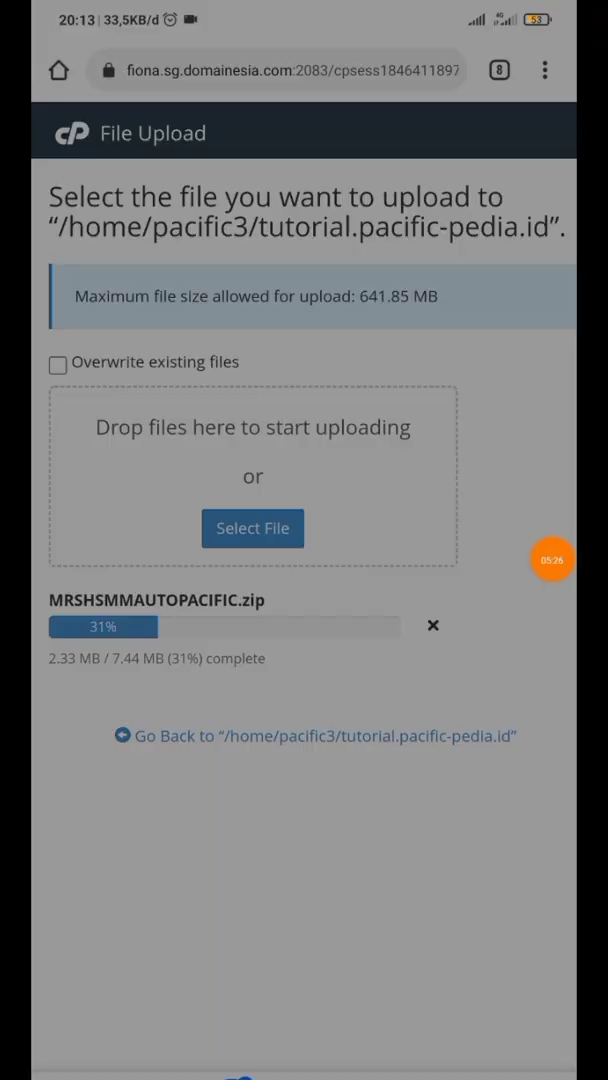 20:13 33,5KB/d 4G 53
fiona.sg.domainesia.com:2083/cpsess1846411897 8
cP File Upload
Select the file you want to upload to
“/home/pacific3/tutorial.pacific-pedia.id”.
Maximum file size allowed for upload: 641.85 MB
Overwrite existing files
Drop files here to start uploading
or
Select File
05:26
MRSHSMMAUTOPACIFIC.zip
31%
2.33 MB / 7.44 MB (31%) complete
Go Back to “/home/pacific3/tutorial.pacific-pedia.id”